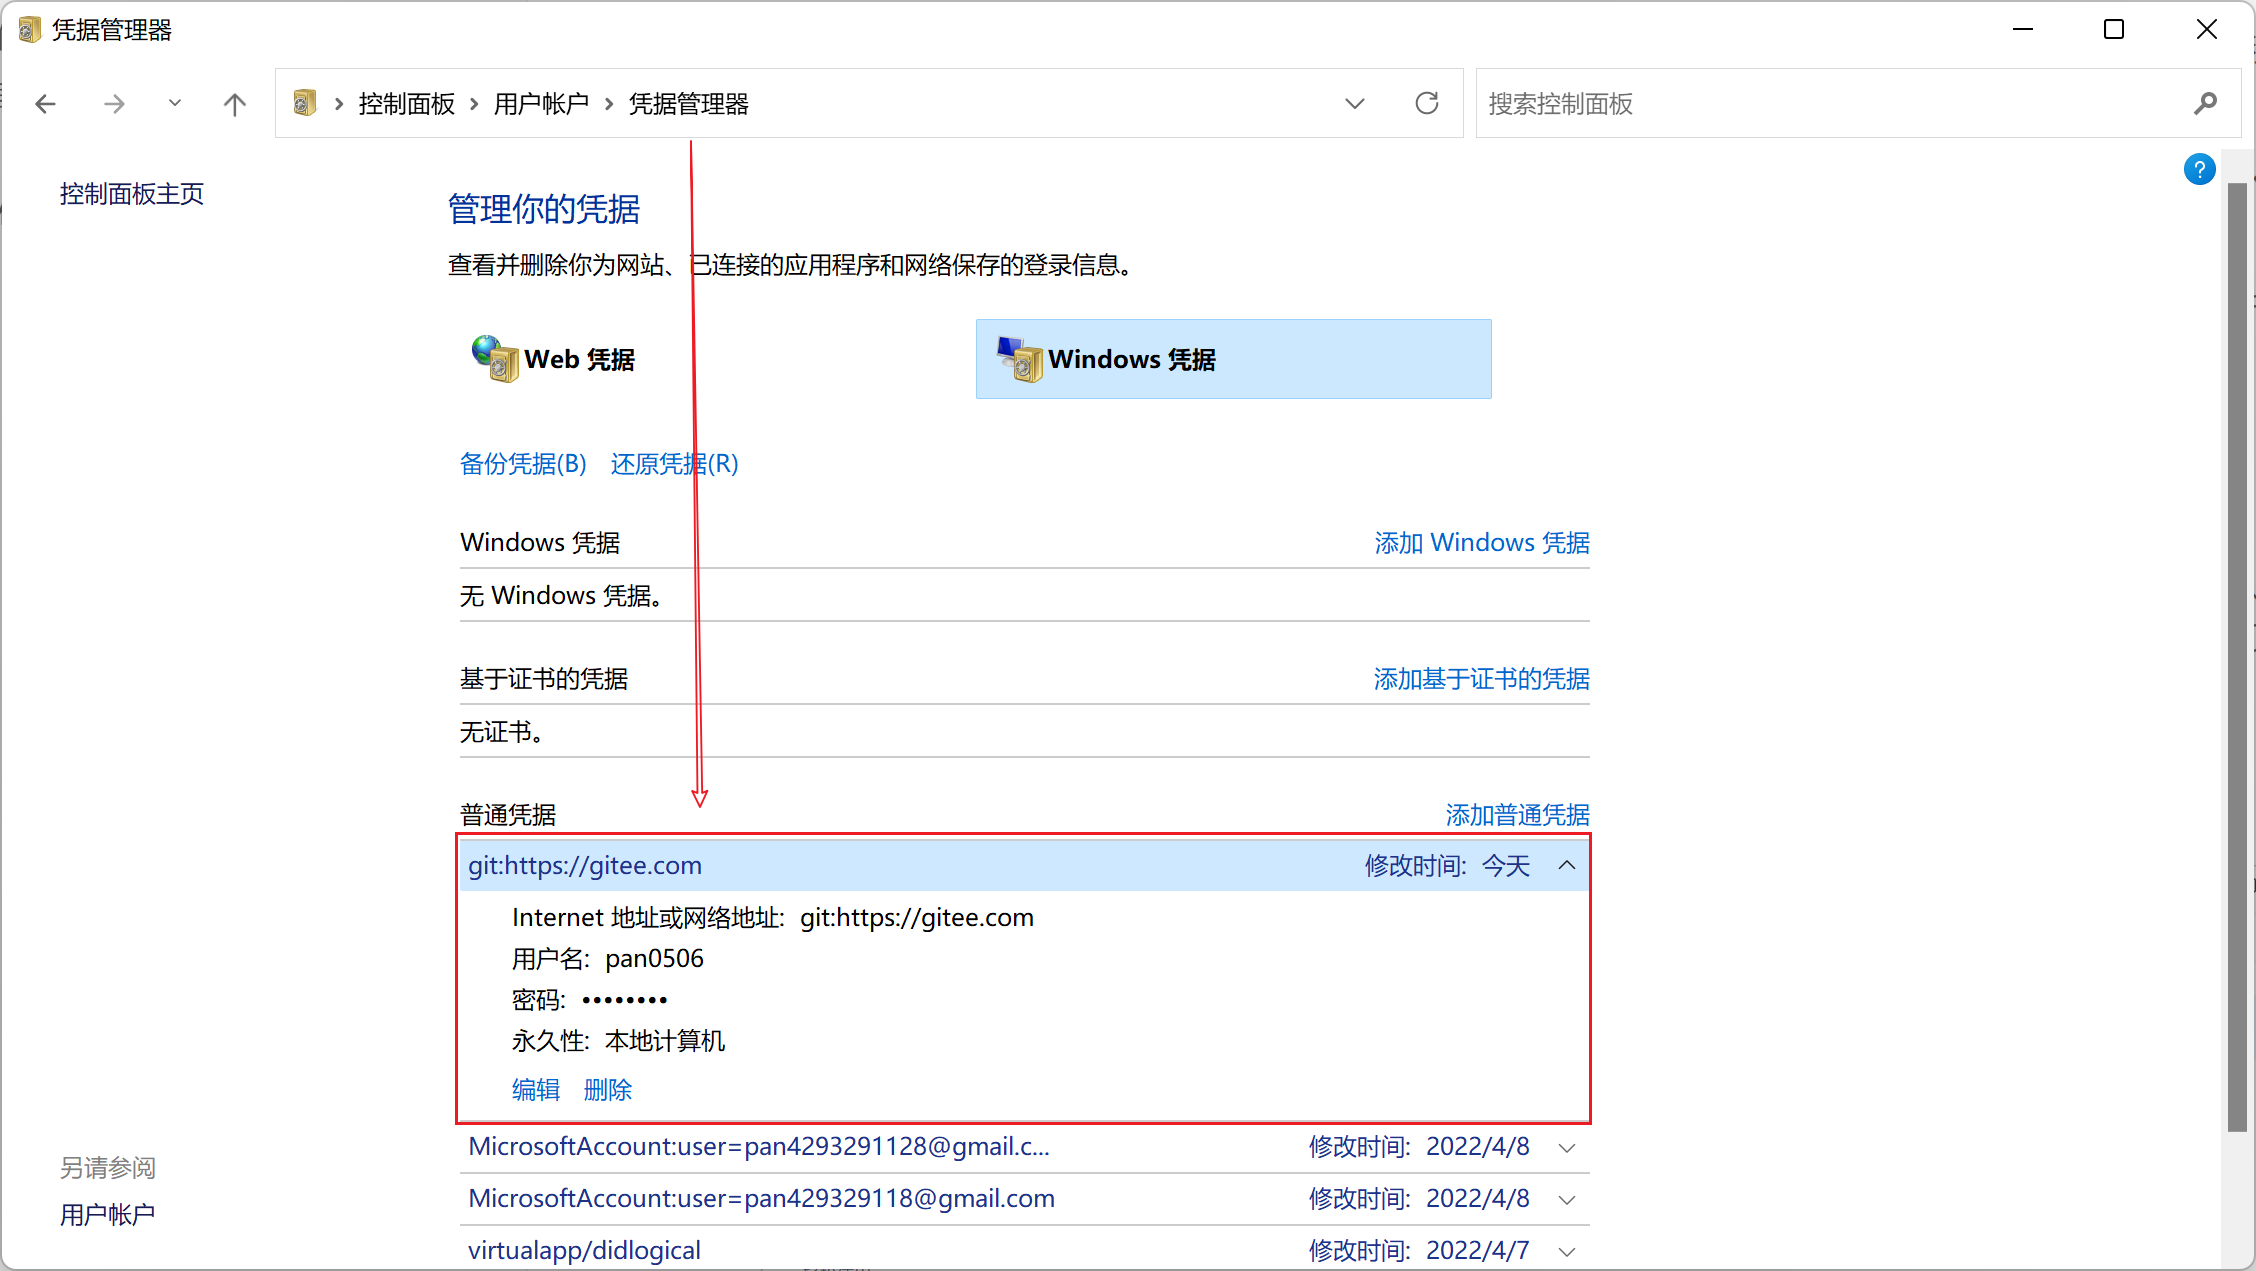 凭据管理器
控制面板 › 用户帐户 › 凭据管理器
搜索控制面板
控制面板主页
管理你的凭据
查看并删除你为网站、已连接的应用程序和网络保存的登录信息。
Web 凭据
Windows 凭据
备份凭据(B) 还原凭据(R)
Windows 凭据 添加 Windows 凭据
无 Windows 凭据。
基于证书的凭据 添加基于证书的凭据
无证书。
普通凭据 添加普通凭据
git:https://gitee.com 修改时间: 今天
Internet 地址或网络地址: git:https://gitee.com
用户名: pan0506
密码: ••••••••
永久性: 本地计算机
编辑 删除
MicrosoftAccount:user=pan4293291128@gmail.c... 修改时间: 2022/4/8
MicrosoftAccount:user=pan429329118@gmail.com 修改时间: 2022/4/8
virtualapp/didlogical 修改时间: 2022/4/7
另请参阅
用户帐户